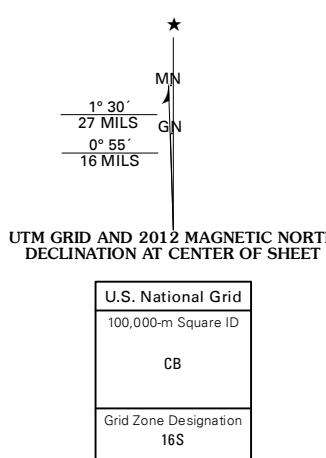 ★
MN
1° 30´
27 MILS
GN
0° 55´
16 MILS
UTM GRID AND 2012 MAGNETIC NORT
DECLINATION AT CENTER OF SHEET
U.S. National Grid
100,000-m Square ID
CB
Grid Zone Designation
16S